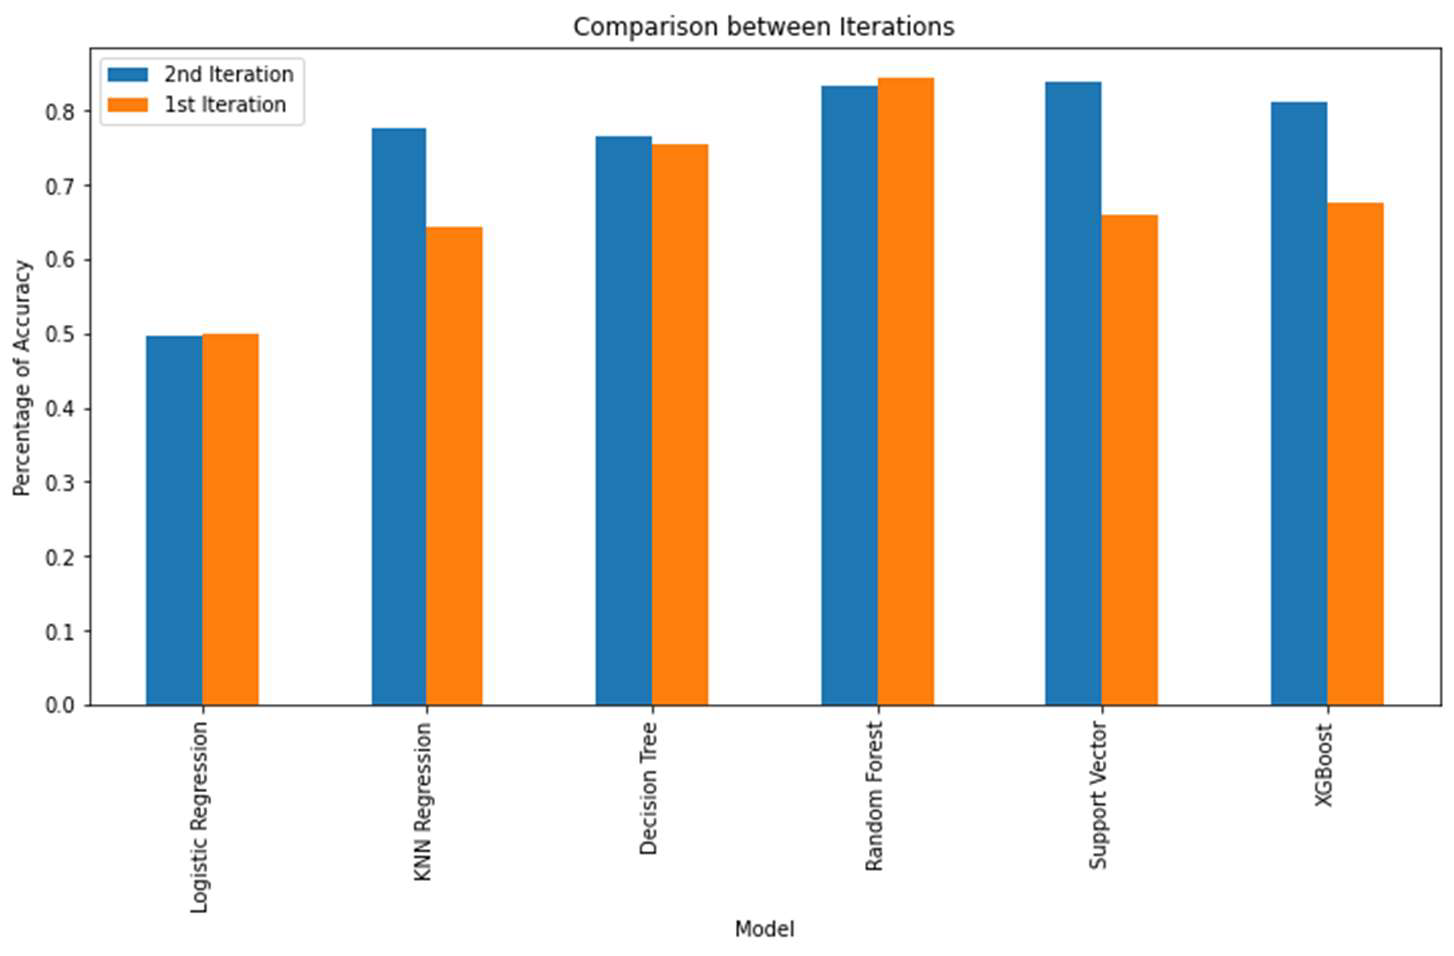 Comparison between Iterations
2nd Iteration
1st Iteration
Percentage of Accuracy
0.8
0.7
0.6
0.5
0.4
0.3
0.2
0.1
0.0
Logistic Regression
KNN Regression
Decision Tree
Random Forest
Support Vector
XGBoost
Model